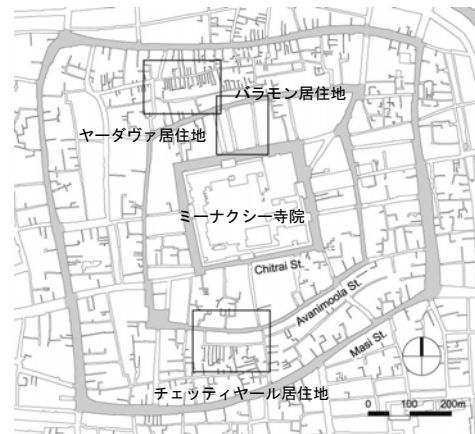 バラモン居住地
ヤーダヴァ居住地
ミーナクシー寺院
Chitrai St.
Avanimoola St.
Masi St.
チェッティヤール居住地
0 100 200m